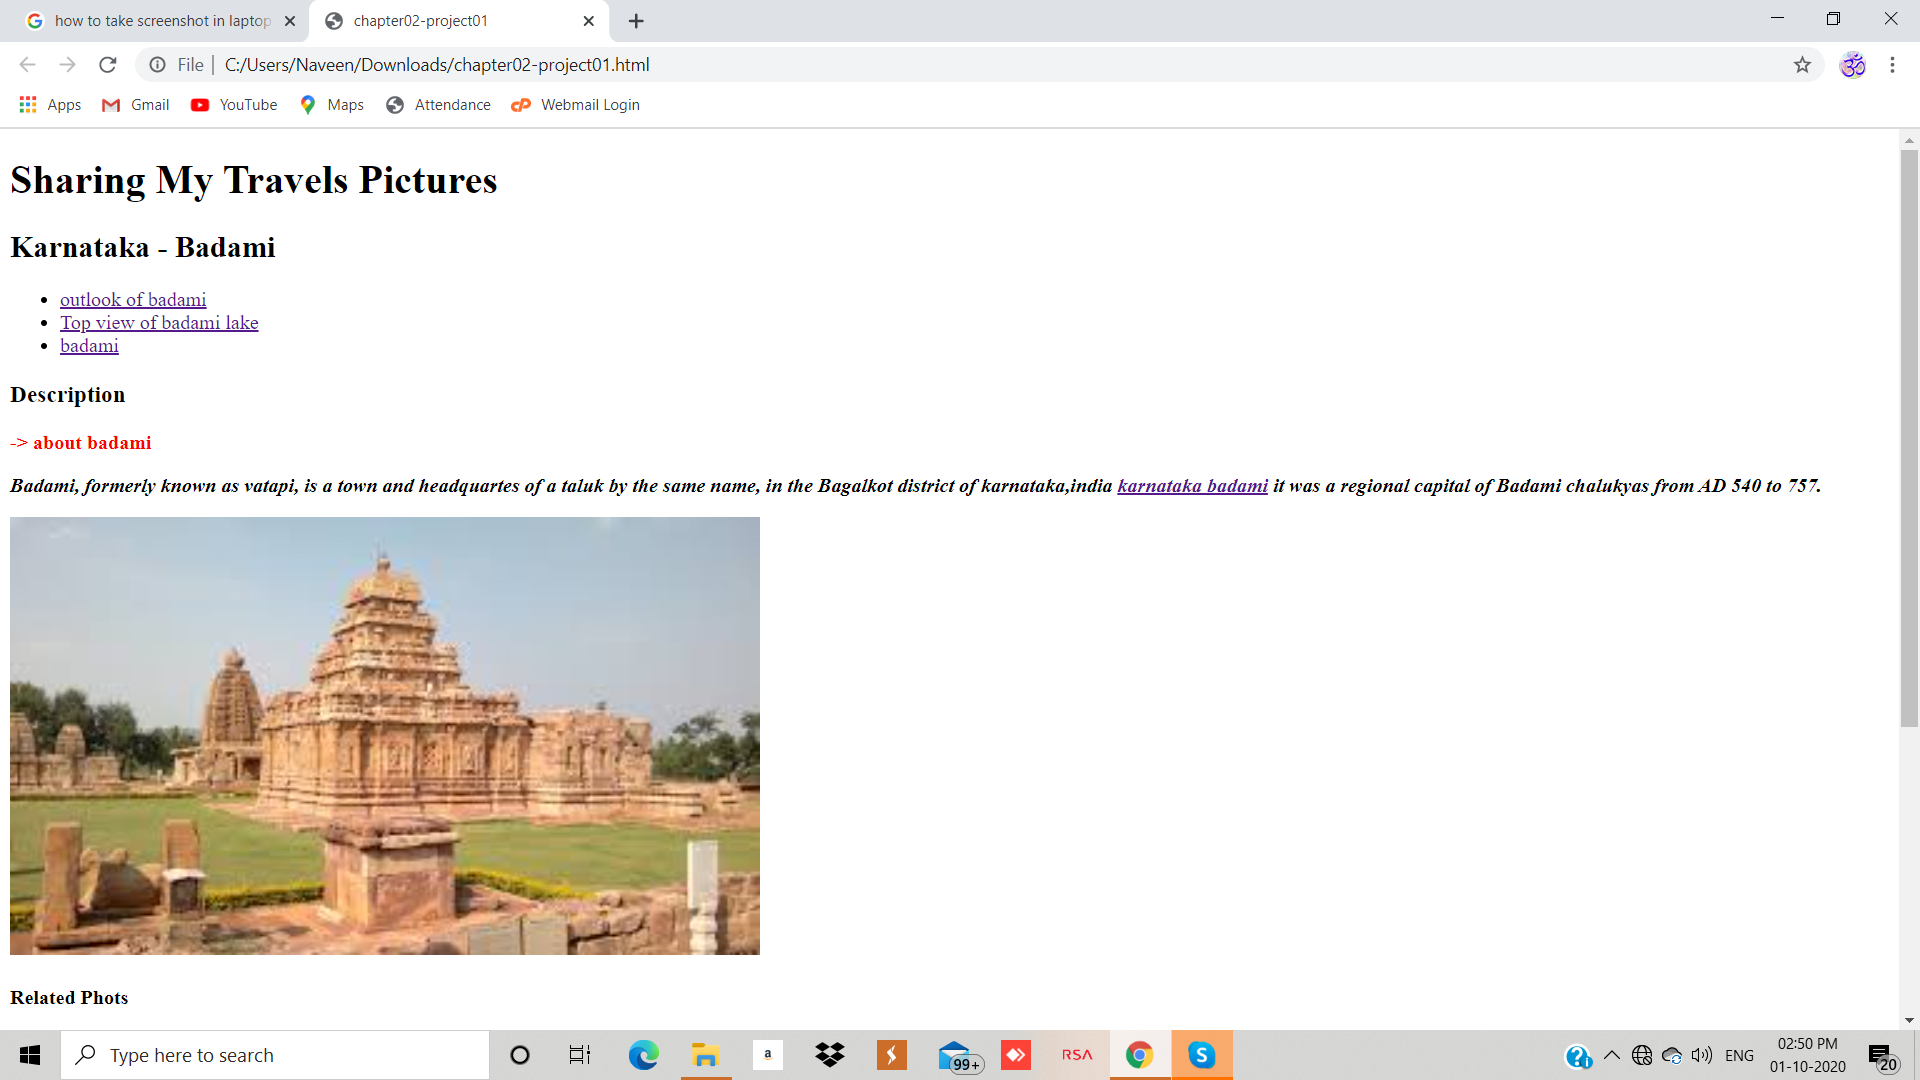 how to take screenshot in laptop
chapter02-project01
File | C:/Users/Naveen/Downloads/chapter02-project01.html
Apps Gmail YouTube Maps Attendance Webmail Login
Sharing My Travels Pictures
Karnataka - Badami
outlook of badami
Top view of badami lake
badami
Description
-> about badami
Badami, formerly known as vatapi, is a town and headquartes of a taluk by the same name, in the Bagalkot district of karnataka,india karnataka badami it was a regional capital of Badami chalukyas from AD 540 to 757.
Related Phots
Type here to search
a
99+
RSA
ENG
02:50 PM
01-10-2020
20